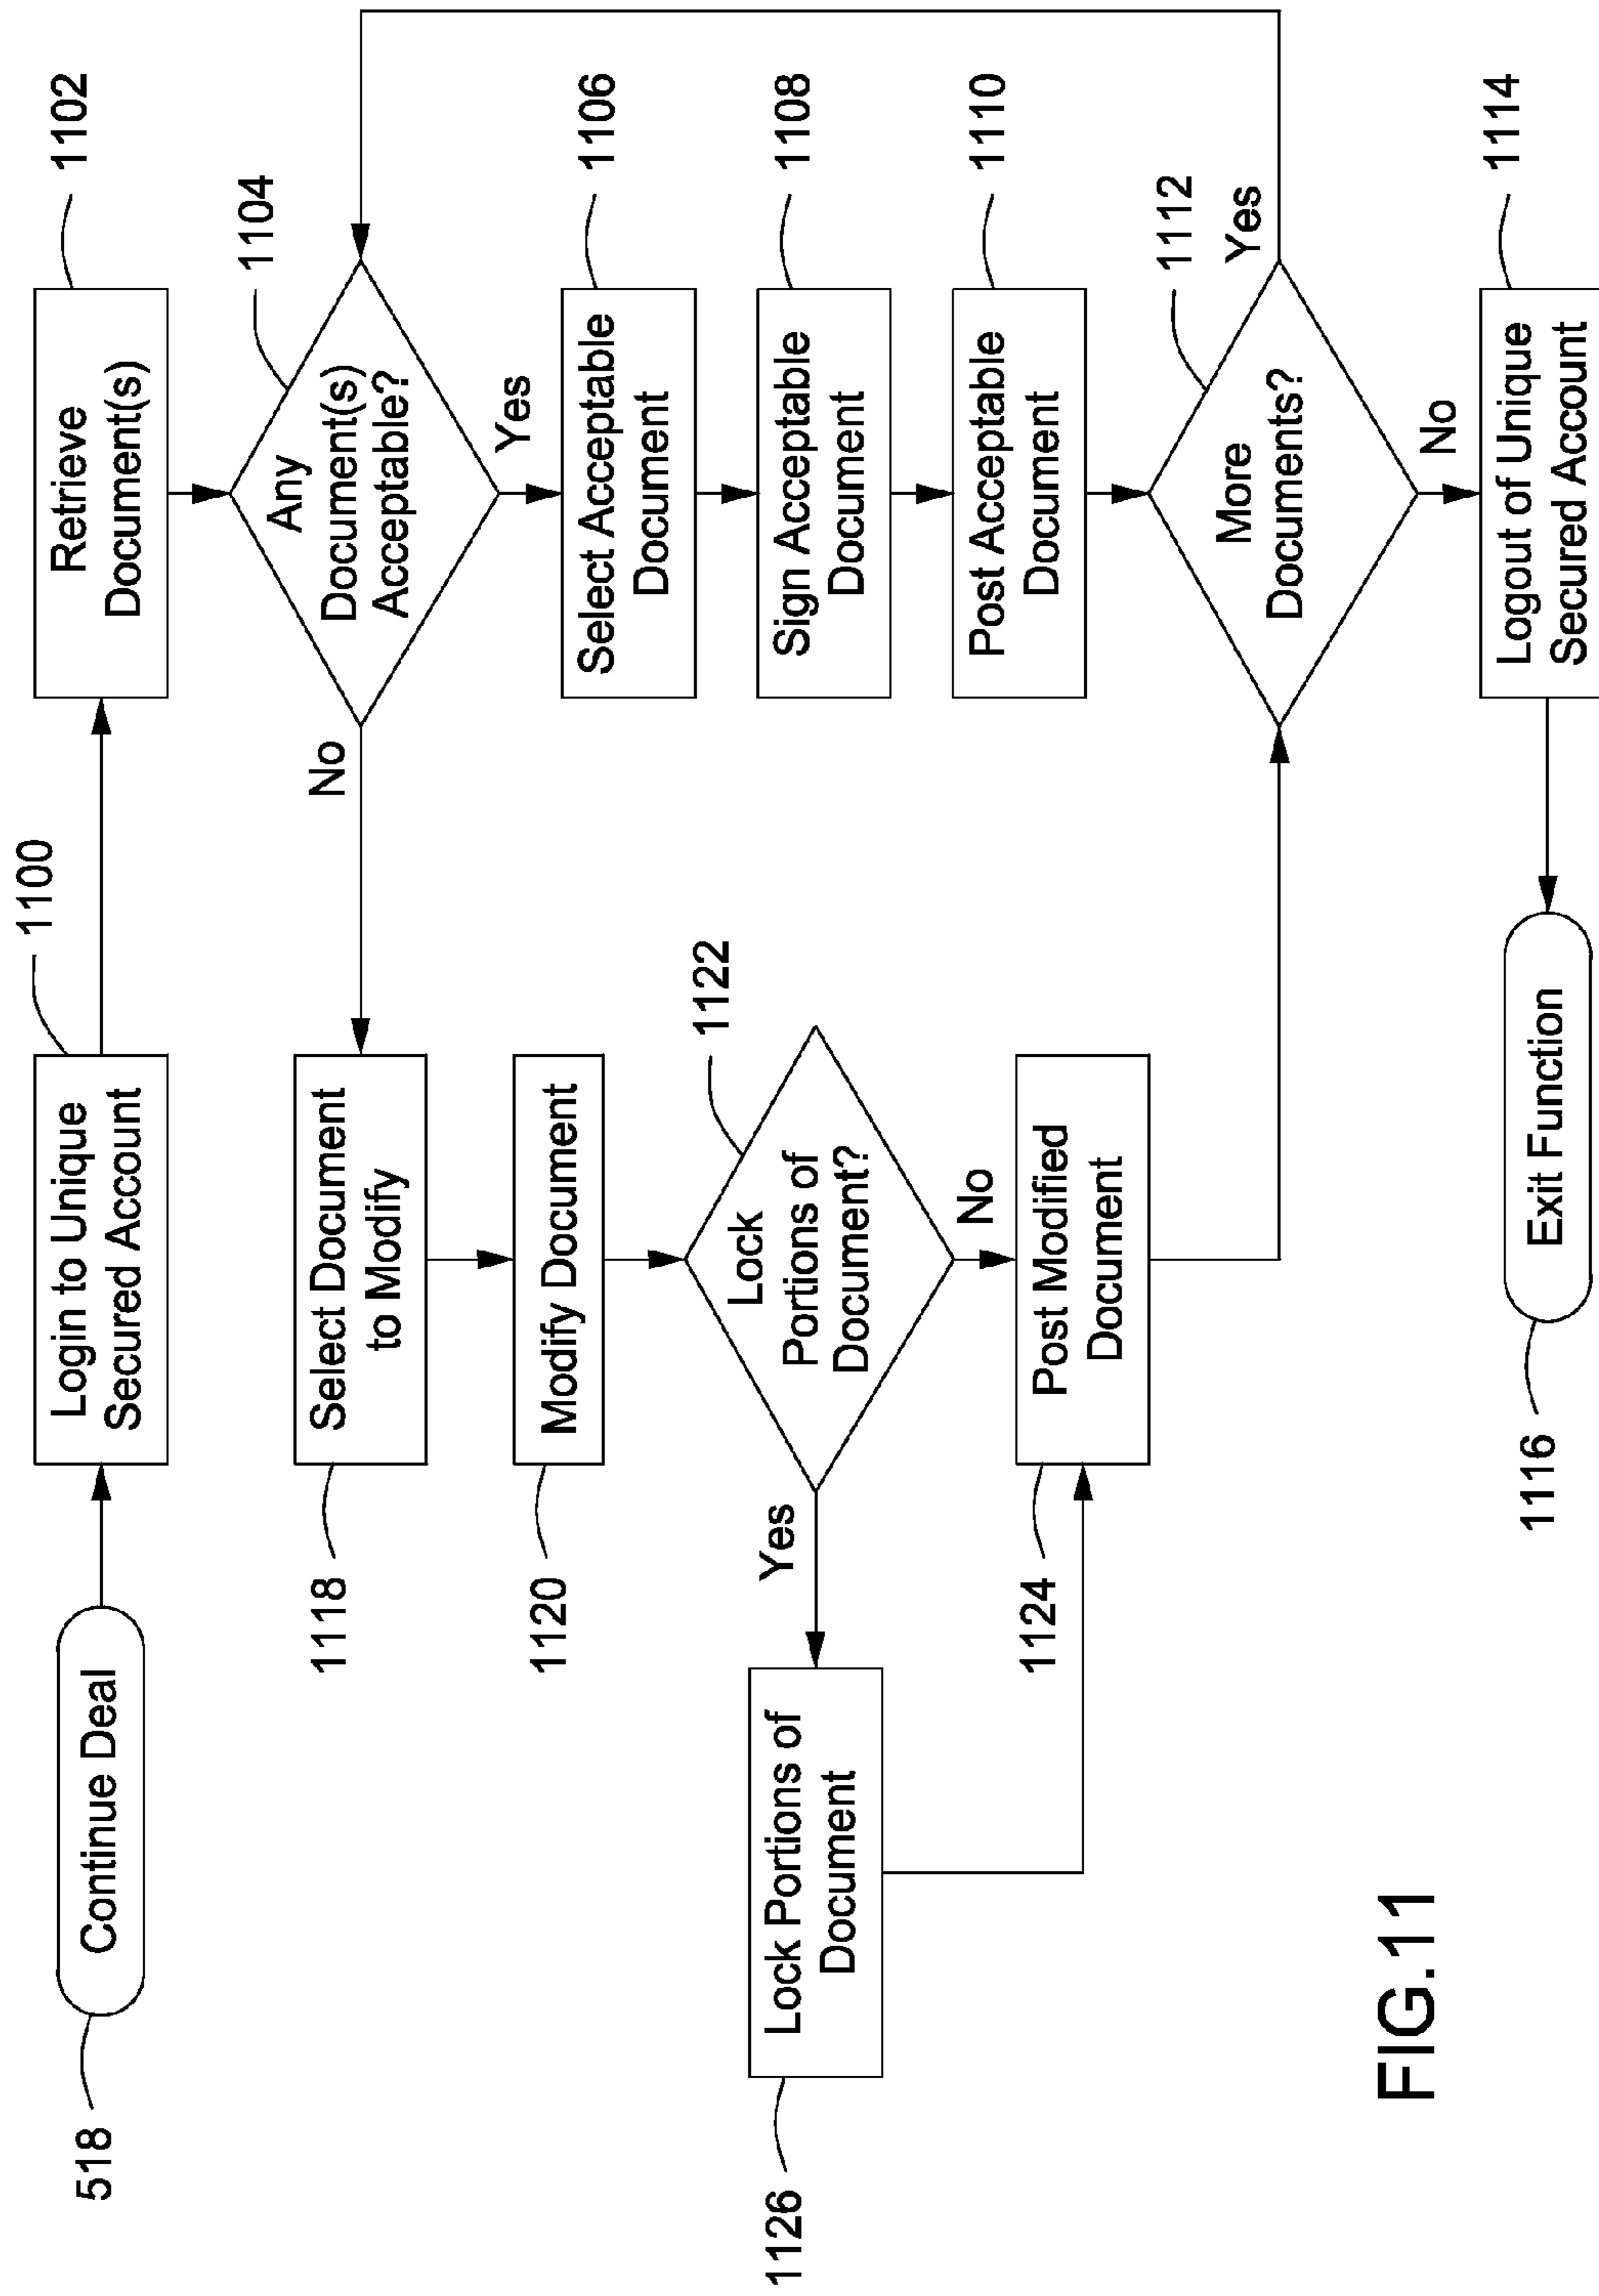 518
Continue Deal
1100
Login to Unique
Secured Account
1102
Retrieve
Document(s)
1104
Any
Document(s)
Acceptable?
No
Yes
1106
Select Acceptable
Document
1108
Sign Acceptable
Document
1110
Post Acceptable
Document
1112
More
Documents?
Yes
No
1114
Logout of Unique
Secured Account
1116
Exit Function
1118
Select Document
to Modify
1120
Modify Document
1122
Lock
Portions of
Document?
Yes
No
1124
Post Modified
Document
1126
Lock Portions of
Document
FIG.11